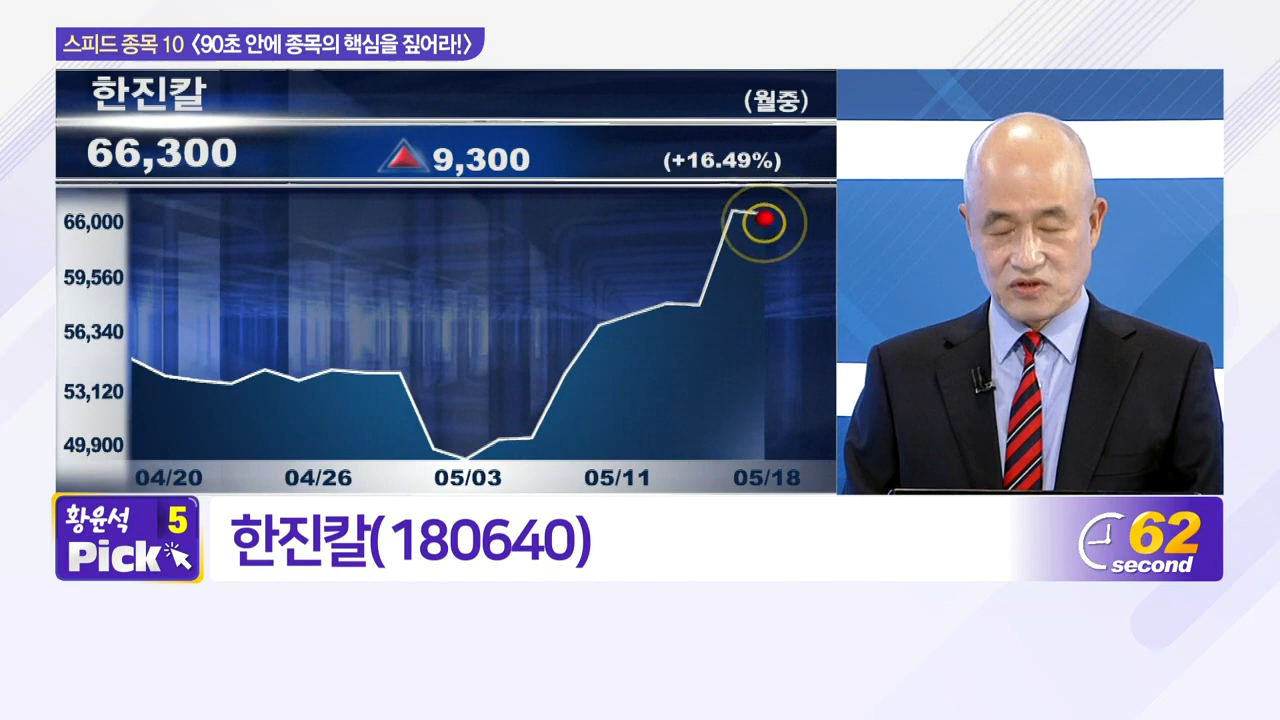 스피드 종목 10 〈90초 안에 종목의 핵심을 짚어라!〉
한진칼
(월중)
66,300
9,300
(+16.49%)
66,000
59,560
56,340
53,120
49,900
04/20
04/26
05/03
05/11
05/18
황윤석 5
Pick
한진칼(180640)
62
second